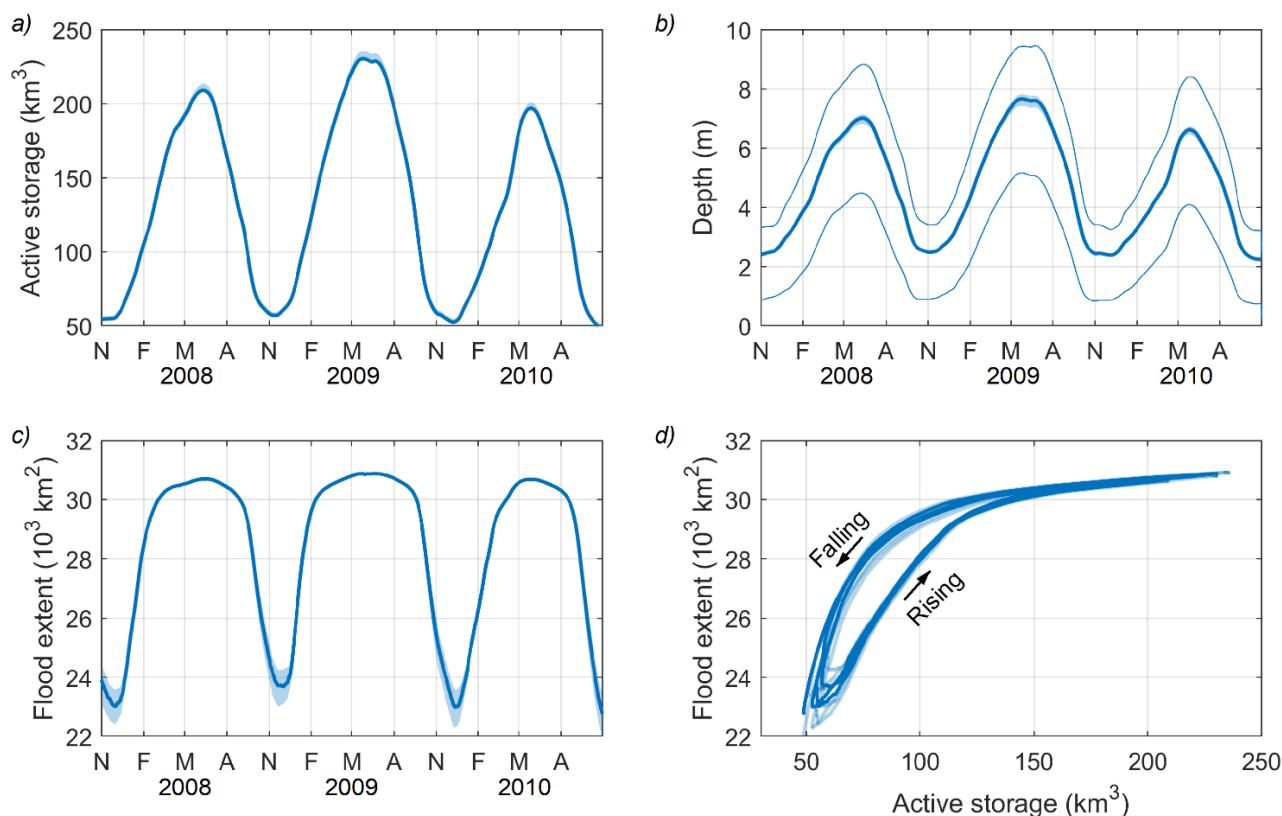 a)
250
200
150
100
50
Active storage (km³)
N F M A N F M A N F M A
2008 2009 2010
b)
10
8
6
4
2
0
Depth (m)
N F M A N F M A N F M A
2008 2009 2010
c)
32
30
28
26
24
22
Flood extent (10³ km²)
N F M A N F M A N F M A
2008 2009 2010
d)
32
30
28
26
24
22
Flood extent (10³ km²)
Falling
Rising
50 100 150 200 250
Active storage (km³)